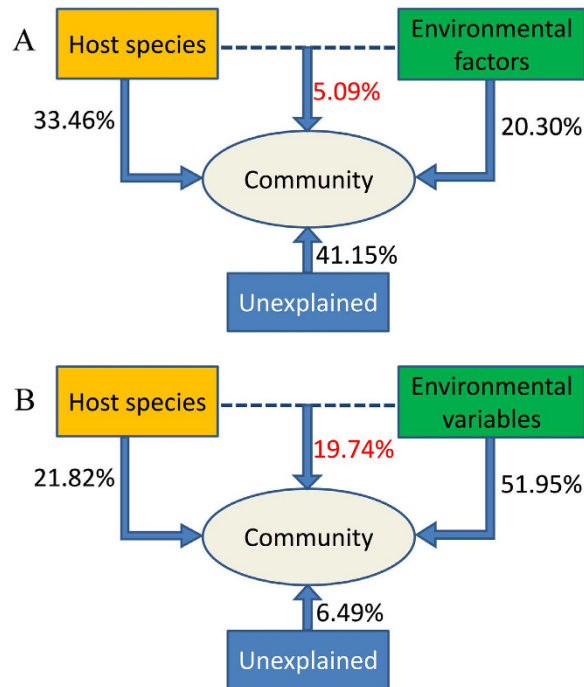 A
Host species
Environmental
factors
5.09%
33.46%
20.30%
Community
41.15%
Unexplained
B
Host species
Environmental
variables
19.74%
21.82%
51.95%
Community
6.49%
Unexplained